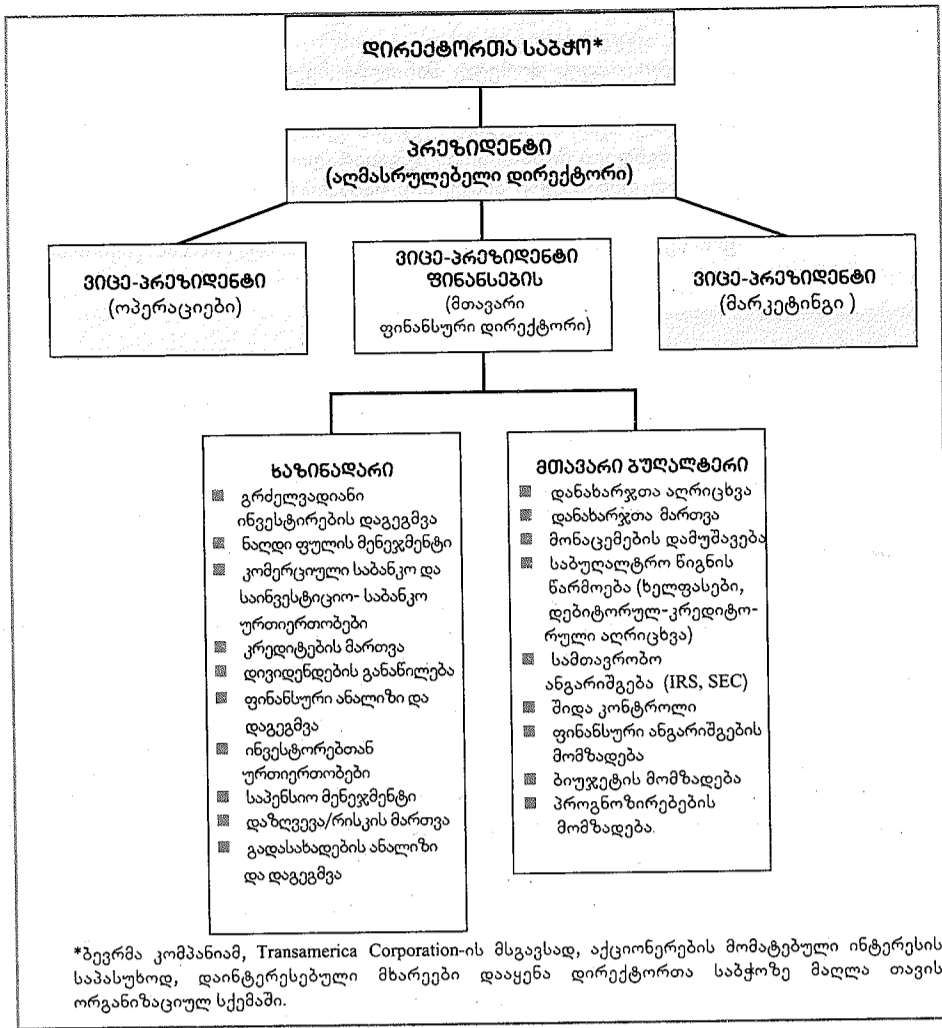 დირექტორთა საბჭო*
პრეზიდენტი
(აღმასრულებელი დირექტორი)
ვიცე-პრეზიდენტი
(ოპერაციები)
ვიცე-პრეზიდენტი
ფინანსების
(მთავარი
ფინანსური დირექტორი)
ვიცე-პრეზიდენტი
(მარკეტინგი )
ხაზინადარი
გრძელვადიანი
ინვესტირების დაგეგმვა
ნაღდი ფულის მენეჯმენტი
კომერციული საბანკო და
საინვესტიციო- საბანკო
ურთიერთობები
კრედიტების მართვა
დივიდენდების განაწილება
ფინანსური ანალიზი და
დაგეგმვა
ინვესტორებთან
ურთიერთობები
საპენსიო მენეჯმენტი
დაზღვევა/რისკის მართვა
გადასახადების ანალიზი
და დაგეგმვა
მთავარი ბუღალტერი
დანახარჯთა აღრიცხვა
დანახარჯთა მართვა
მონაცემების დამუშავება
საბუღალტრო წიგნის
წარმოება (ხელფასები,
დებიტორულ-კრედიტო-
რული აღრიცხვა)
სამთავრობო
ანგარიშგება (IRS, SEC)
შიდა კონტროლი
ფინანსური ანგარიშგების
მომზადება
ბიუჯეტის მომზადება
პროგნოზირებების
მომზადება.
*ბევრმა კომპანიამ, Transamerica Corporation-ის მსგავსად, აქციონერების მომატებული ინტერესის
საპასუხოდ, დაინტერესებული მხარეები დააყენა დირექტორთა საბჭოზე მაღლა თავის
ორგანიზაციულ სქემაში.